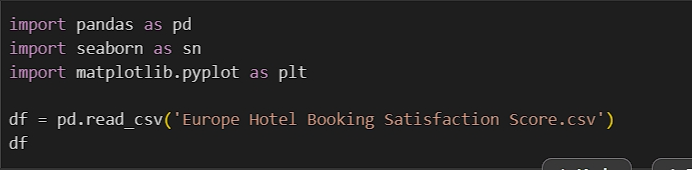 import pandas as pd
import seaborn as sn
import matplotlib.pyplot as plt
df = pd.read_csv('Europe Hotel Booking Satisfaction Score.csv')
df